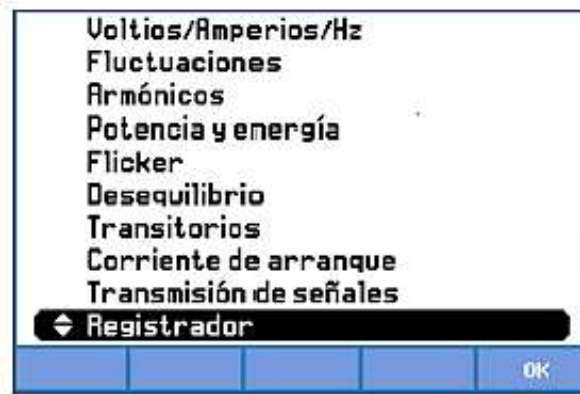 Voltios/Amperios/Hz
Fluctuaciones
Armónicos
Potencia y energía
Flicker
Desequilibrio
Transitorios
Corriente de arranque
Transmisión de señales
Registrador
OK